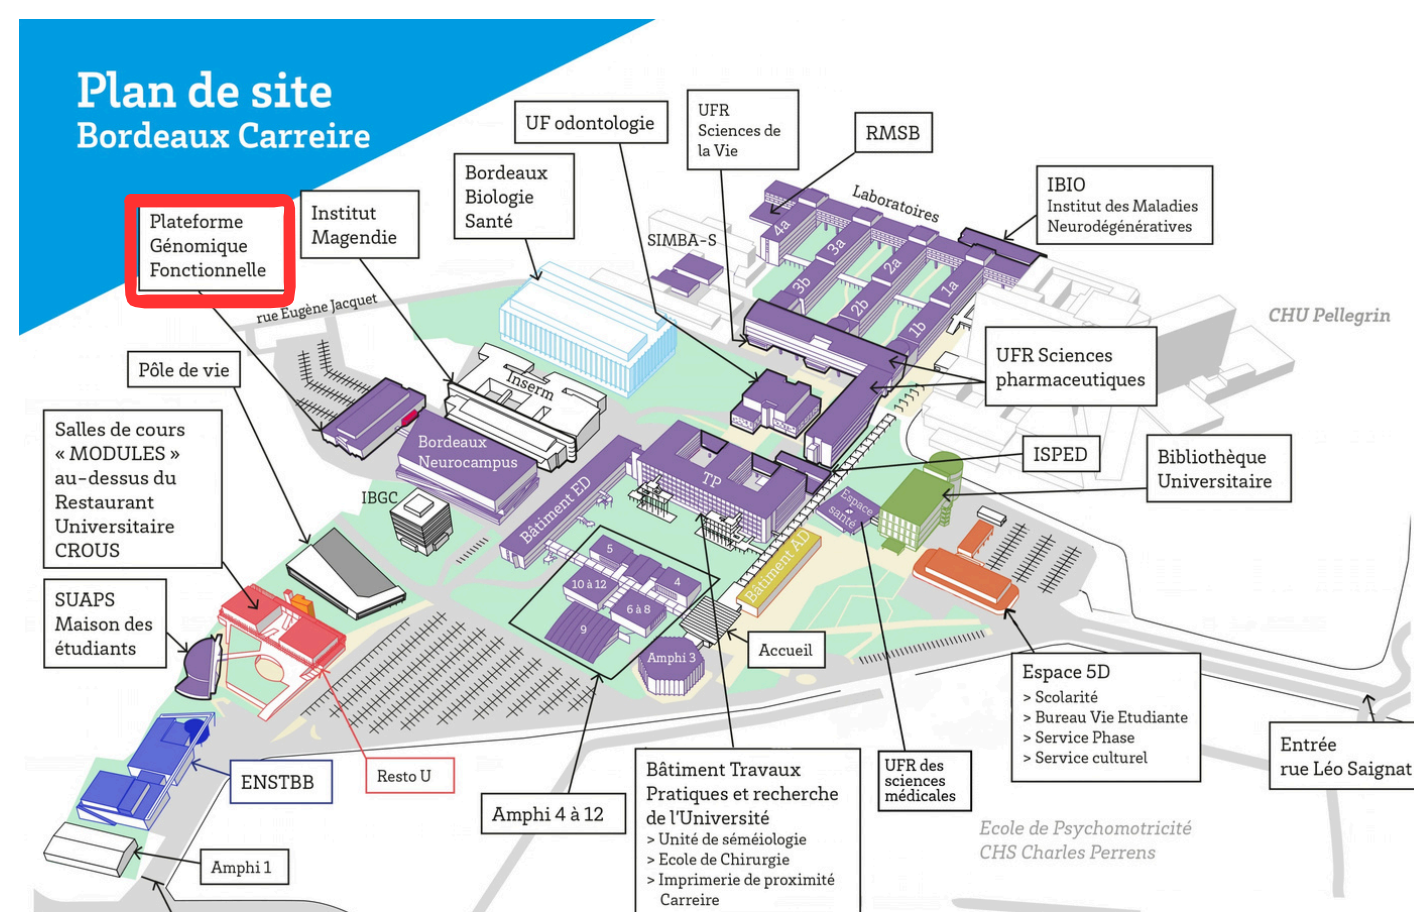 Plan de site
Bordeaux Carreire
Plateforme
Génomique
Fonctionnelle
Institut
Magendie
Bordeaux
Biologie
Santé
UF odontologie
UFR
Sciences de
la Vie
RMSB
IBIO
Institut des Maladies
Neurodégénératives
Laboratoires
SIMBA-S
4a
3a
2a
1a
3b
2b
1b
CHU Pellegrin
rue Eugène Jacquet
Pôle de vie
Inserm
UFR Sciences
pharmaceutiques
Salles de cours
« MODULES »
au-dessus du
Restaurant
Universitaire
CROUS
Bordeaux
Neurocampus
IBGC
Bâtiment ED
TP
ISPED
Bibliothèque
Universitaire
Espace
santé
Bâtiment AD
5
10 à 12
4
6 à 8
9
Amphi 3
Accueil
SUAPS
Maison des
étudiants
Espace 5D
> Scolarité
> Bureau Vie Etudiante
> Service Phase
> Service culturel
Entrée
rue Léo Saignat
ENSTBB
Resto U
Amphi 4 à 12
Bâtiment Travaux
Pratiques et recherche
de l'Université
> Unité de séméiologie
> Ecole de Chirurgie
> Imprimerie de proximité
Carreire
UFR des
sciences
médicales
Ecole de Psychomotricité
CHS Charles Perrens
Amphi 1